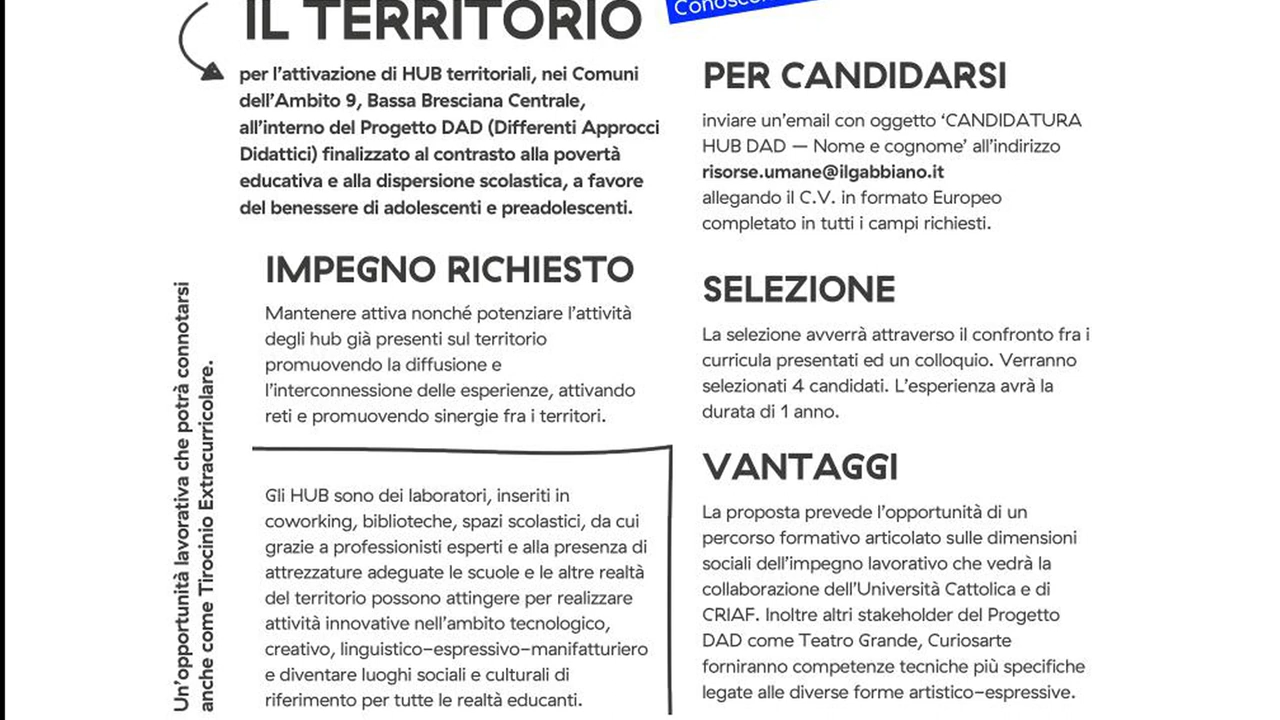 IL TERRITORIO
per l'attivazione di HUB territoriali, nei Comuni
dell'Ambito 9, Bassa Bresciana Centrale,
all'interno del Progetto DAD (Differenti Approcci
Didattici) finalizzato al contrasto alla povertà
educativa e alla dispersione scolastica, a favore
del benessere di adolescenti e preadolescenti.
IMPEGNO RICHIESTO
Mantenere attiva nonché potenziare l'attività
degli hub già presenti sul territorio
promuovendo la diffusione e
l'interconnessione delle esperienze, attivando
reti e promuovendo sinergie fra i territori.
Gli HUB sono dei laboratori, inseriti in
coworking, biblioteche, spazi scolastici, da cui
grazie a professionisti esperti e alla presenza di
attrezzature adeguate le scuole e le altre realtà
del territorio possono attingere per realizzare
attività innovative nell'ambito tecnologico,
creativo, linguistico-espressivo-manifatturiero
e diventare luoghi sociali e culturali di
riferimento per tutte le realtà educanti.
Un'opportunità lavorativa che potrà connotarsi
anche come Tirocinio Extracurricolare.
PER CANDIDARSI
inviare un'email con oggetto 'CANDIDATURA
HUB DAD — Nome e cognome' all'indirizzo
risorse.umane@ilgabbiano.it
allegando il C.V. in formato Europeo
completato in tutti i campi richiesti.
SELEZIONE
La selezione avverrà attraverso il confronto fra i
curricula presentati ed un colloquio. Verranno
selezionati 4 candidati. L'esperienza avrà la
durata di 1 anno.
VANTAGGI
La proposta prevede l'opportunità di un
percorso formativo articolato sulle dimensioni
sociali dell'impegno lavorativo che vedrà la
collaborazione dell'Università Cattolica e di
CRIAF. Inoltre altri stakeholder del Progetto
DAD come Teatro Grande, Curiosarte
forniranno competenze tecniche più specifiche
legate alle diverse forme artistico-espressive.